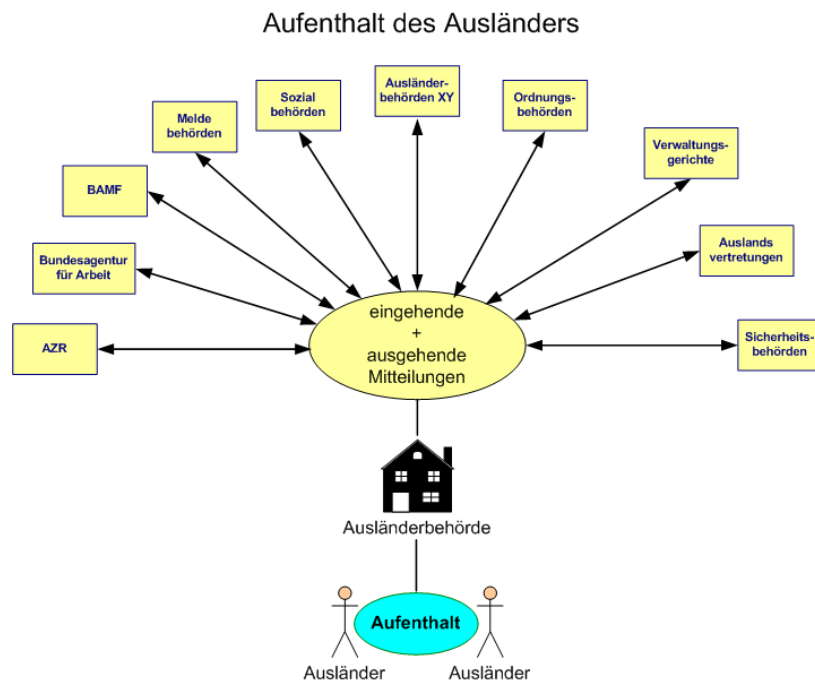 Aufenthalt des Ausländers
Ausländer-
behörden XY
Sozial
behörden
Ordnungs-
behörden
Melde
behörden
Verwaltungs-
gerichte
BAMF
Auslands
vertretungen
Bundesagentur
für Arbeit
AZR
eingehende
+
ausgehende
Mitteilungen
Sicherheits-
behörden
Ausländerbehörde
Aufenthalt
Ausländer
Ausländer